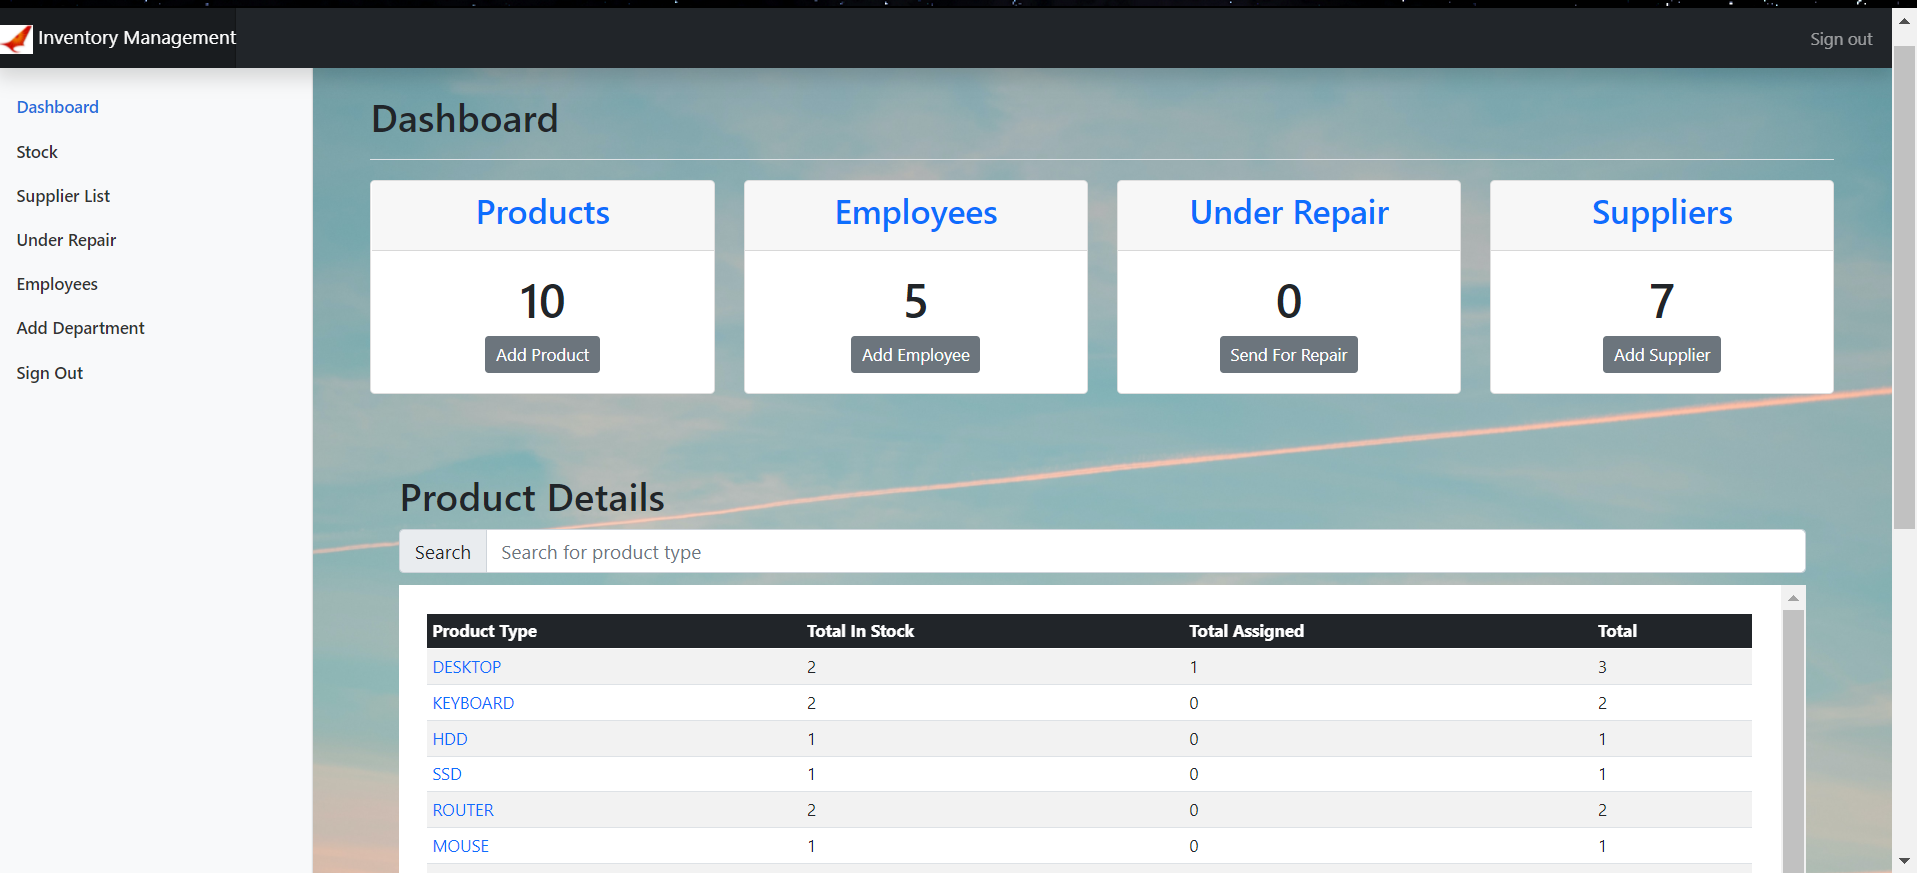 Inventory Management
Sign out
Dashboard
Stock
Supplier List
Under Repair
Employees
Add Department
Sign Out
Dashboard
Products
10
Add Product
Employees
5
Add Employee
Under Repair
0
Send For Repair
Suppliers
7
Add Supplier
Product Details
Search Search for product type
Product Type Total In Stock Total Assigned Total
DESKTOP 2 1 3
KEYBOARD 2 0 2
HDD 1 0 1
SSD 1 0 1
ROUTER 2 0 2
MOUSE 1 0 1